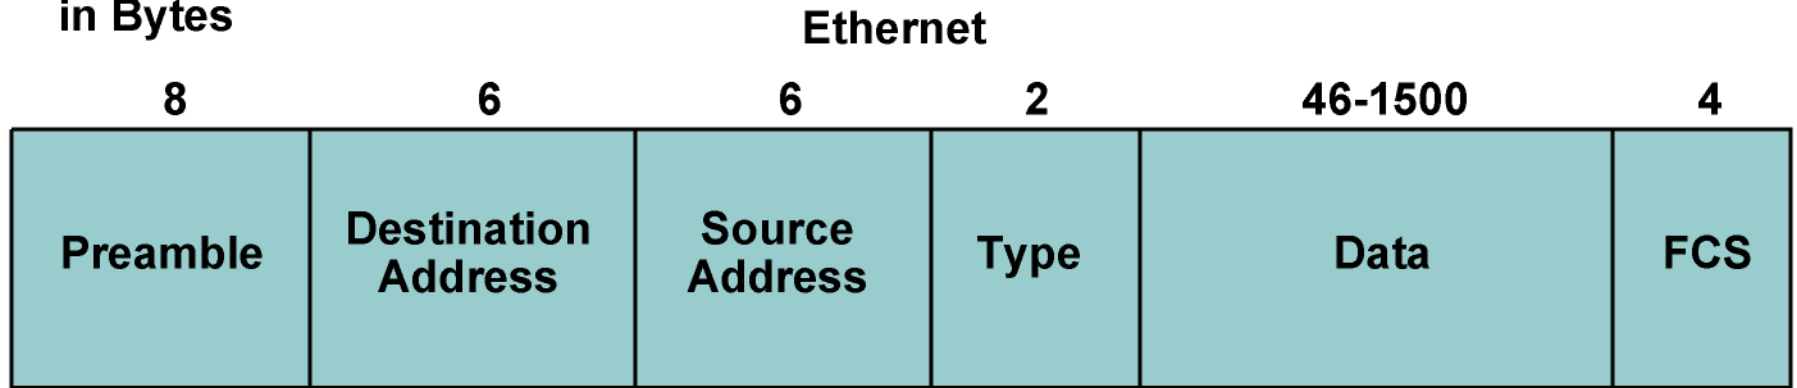 in Bytes
Ethernet
8 6 6 2 46-1500 4
Preamble Destination Address Source Address Type Data FCS